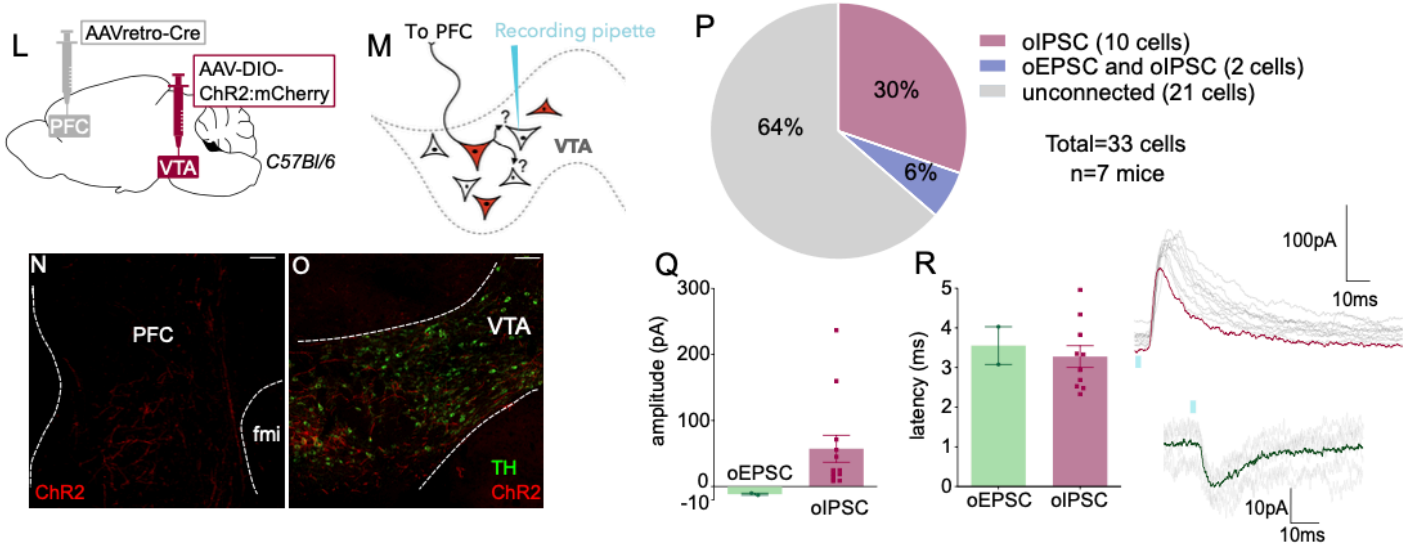 L
AAVretro-Cre
AAV-DIO-
ChR2:mCherry
PFC
VTA
C57Bl/6
M
To PFC
Recording pipette
?
?
VTA
P
30%
64%
6%
oIPSC (10 cells)
oEPSC and oIPSC (2 cells)
unconnected (21 cells)
Total=33 cells
n=7 mice
N
PFC
fmi
ChR2
O
VTA
TH
ChR2
Q
amplitude (pA)
300
200
100
0
-10
oEPSC
oIPSC
R
latency (ms)
5
4
3
2
1
0
oEPSC
oIPSC
100pA
10ms
10pA
10ms